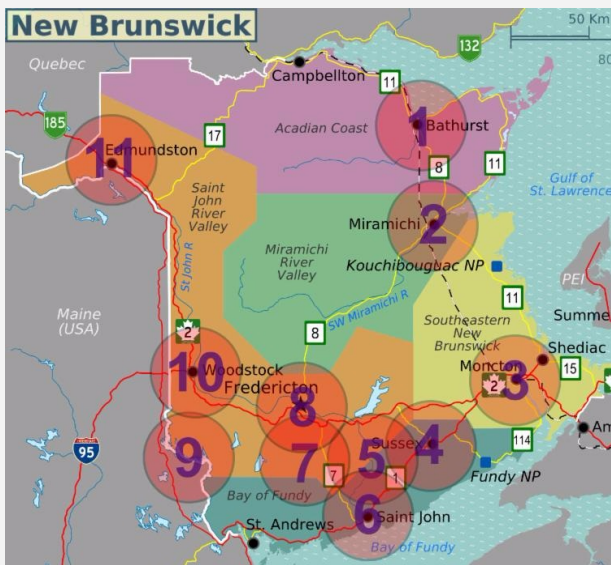 New Brunswick
50 Km
80
132
Quebec
Campbellton
11
185
17
Acadian Coast
1
Bathurst
11
Edmundston
8
11
Saint
John
River
Valley
Gulf of
St. Lawrence
Miramichi
2
Miramichi
River
Valley
Kouchibouguac NP
St John R
PEI
Maine
(USA)
SW Miramichi R
11
2
8
Southeastern
New
Brunswick
Summe
Shediac
10
Woodstock
Moncton
15
2
3
Fredericton
8
Am
95
9
7
5
Sussex
4
114
7
1
Fundy NP
Bay of Fundy
6
Saint John
St. Andrews
Bay of Fundy